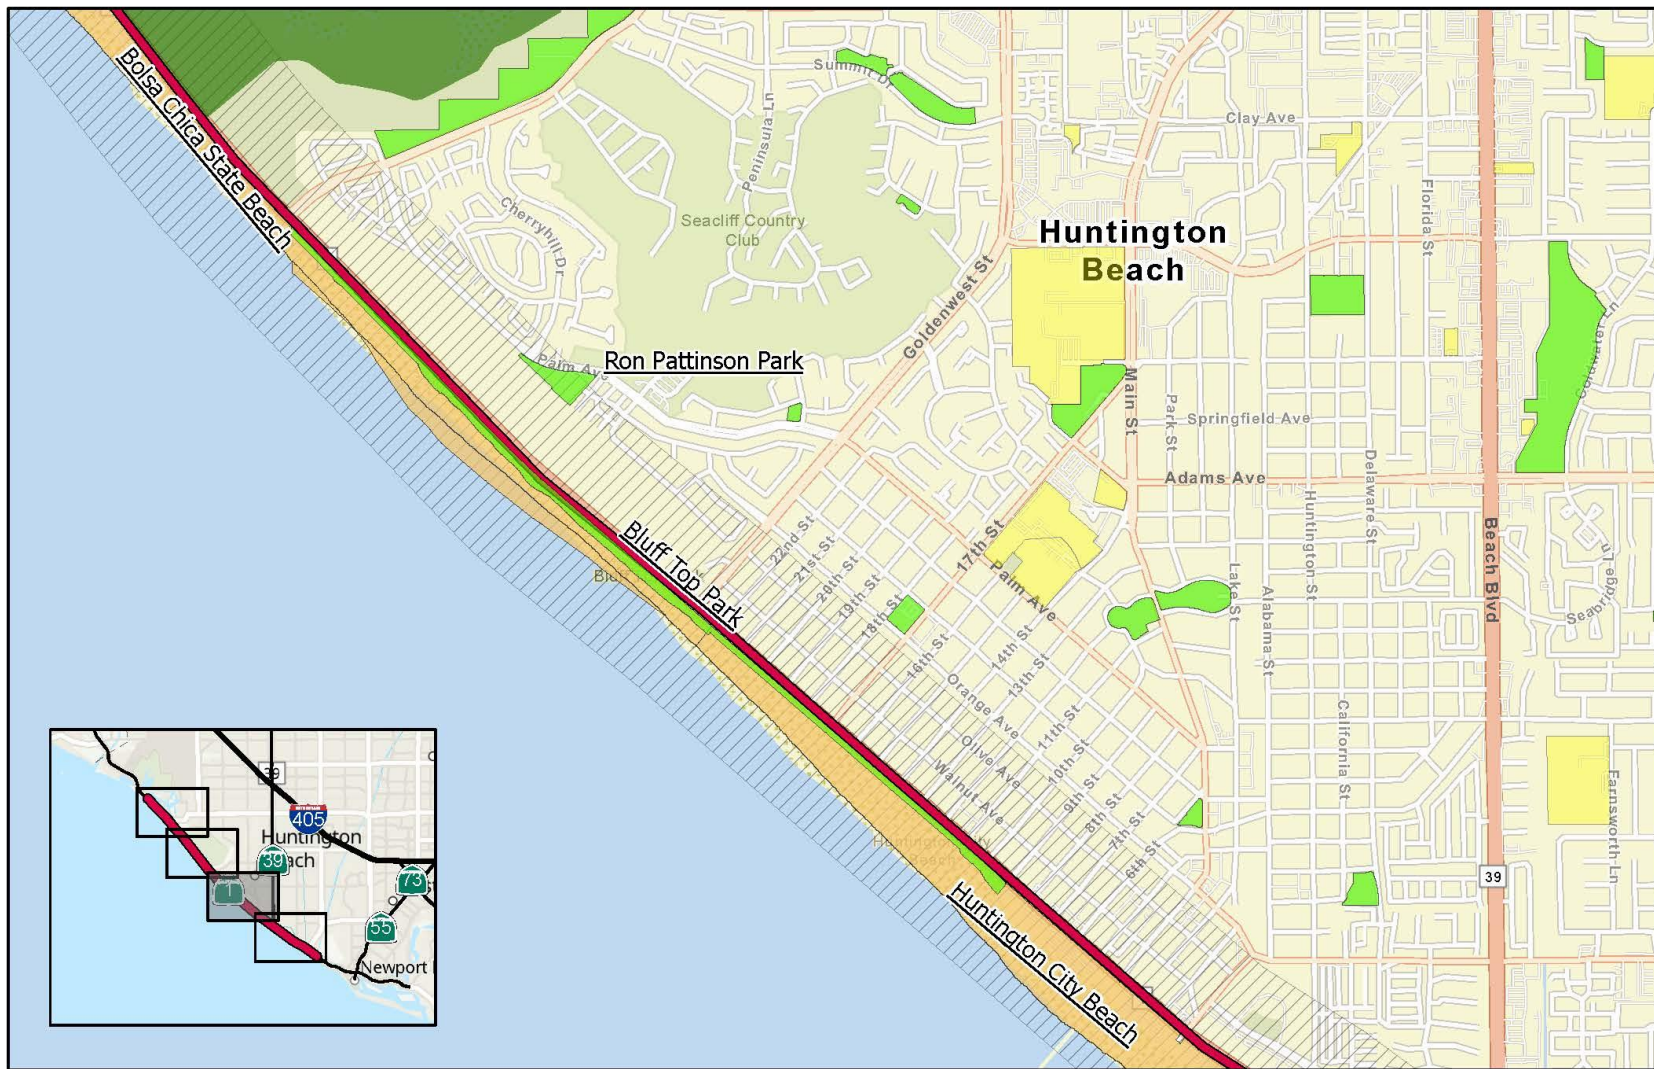 Bolsa Chica State Beach
Summit Dr
Peninsula Ln
Clay Ave
Florida St
Cherryhill Dr
Seacliff Country
Club
Huntington
Beach
Goldenwest St
Goldwater Ln
Palm Ave
Ron Pattinson Park
Main St
Park St
Springfield Ave
Delaware St
Adams Ave
Huntington St
Beach Blvd
Bluff Top Park
22nd St
21st St
20th St
19th St
18th St
17th St
Palm Ave
16th St
14th St
13th St
Lake St
Alabama St
Seabridge Ln
Orange Ave
11th St
10th St
9th St
8th St
7th St
6th St
Olive Ave
Walnut Ave
California St
Farnsworth Ln
Huntington City
Beach
Huntington City Beach
39
39
405
Huntington
Beach
39
1
73
55
Newport